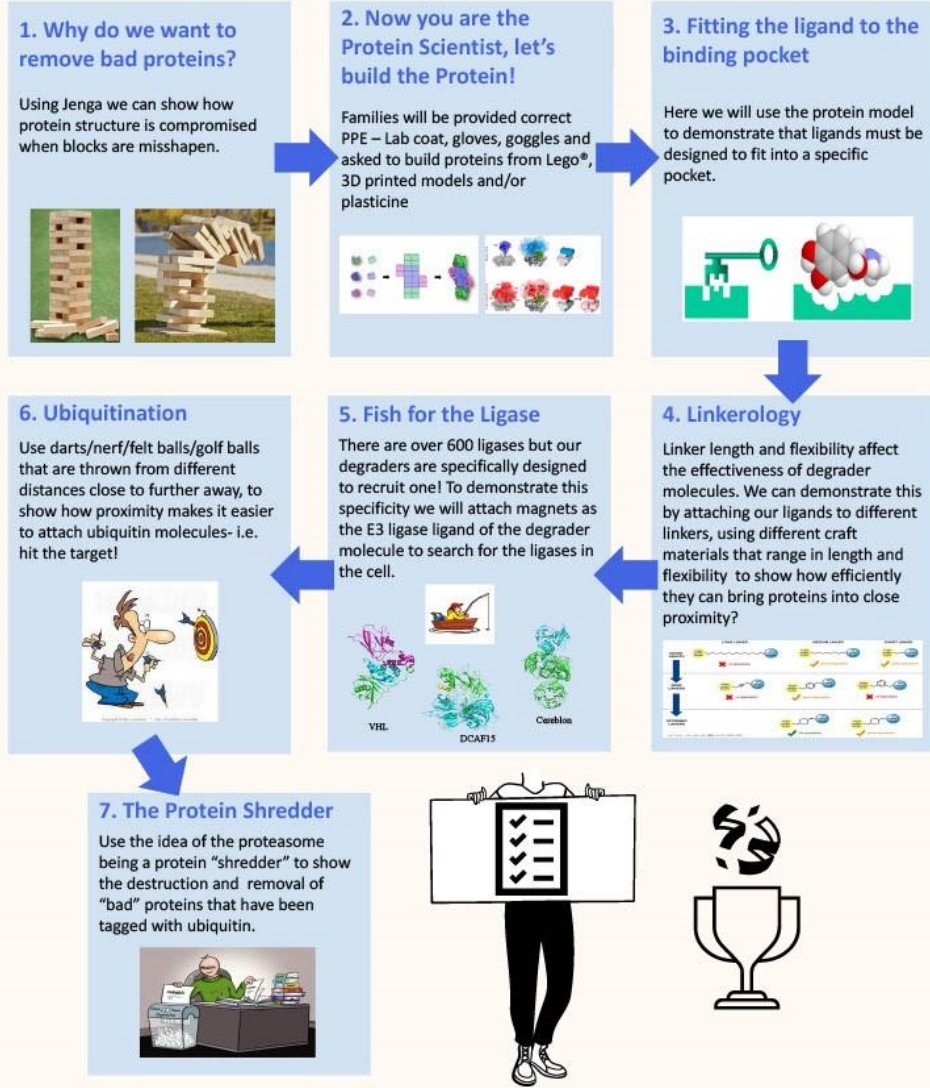 1. Why do we want to
remove bad proteins?
Using Jenga we can show how
protein structure is compromised
when blocks are misshapen.
2. Now you are the
Protein Scientist, let's
build the Protein!
Families will be provided correct
PPE – Lab coat, gloves, goggles and
asked to build proteins from Lego®,
3D printed models and/or
plasticine
3. Fitting the ligand to the
binding pocket
Here we will use the protein model
to demonstrate that ligands must be
designed to fit into a specific
pocket.
4. Linkerology
Linker length and flexibility affect
the effectiveness of degrader
molecules. We can demonstrate this
by attaching our ligands to different
linkers, using different craft
materials that range in length and
flexibility to show how efficiently
they can bring proteins into close
proximity?
5. Fish for the Ligase
There are over 600 ligases but our
degraders are specifically designed
to recruit one! To demonstrate this
specificity we will attach magnets as
the E3 ligase ligand of the degrader
molecule to search for the ligases in
the cell.
VHL
DCAF15
Cereblon
6. Ubiquitination
Use darts/nerf/felt balls/golf balls
that are thrown from different
distances close to further away, to
show how proximity makes it easier
to attach ubiquitin molecules- i.e.
hit the target!
7. The Protein Shredder
Use the idea of the proteasome
being a protein "shredder" to show
the destruction and removal of
"bad" proteins that have been
tagged with ubiquitin.